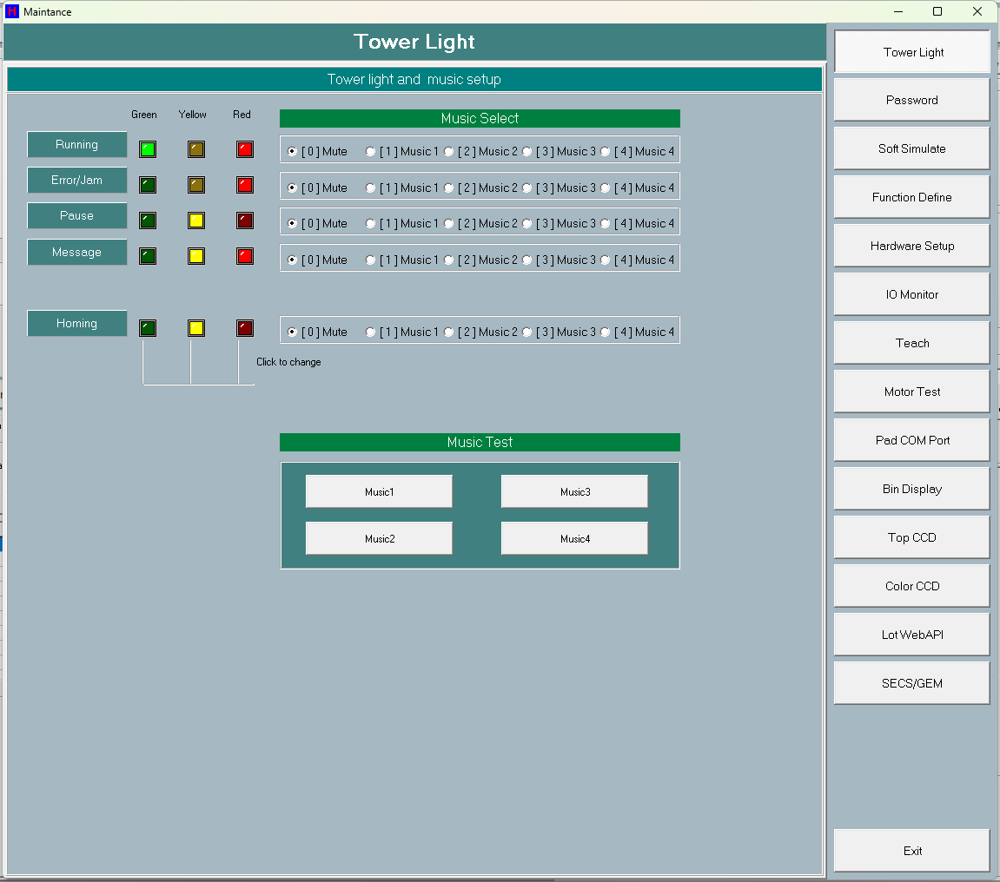 H Maintance
Tower Light
Tower light and  music setup
Green Yellow Red
Music Select
Running
[ 0 ] Mute [ 1 ] Music 1 [ 2 ] Music 2 [ 3 ] Music 3 [ 4 ] Music 4
Error/Jam
[ 0 ] Mute [ 1 ] Music 1 [ 2 ] Music 2 [ 3 ] Music 3 [ 4 ] Music 4
Pause
[ 0 ] Mute [ 1 ] Music 1 [ 2 ] Music 2 [ 3 ] Music 3 [ 4 ] Music 4
Message
[ 0 ] Mute [ 1 ] Music 1 [ 2 ] Music 2 [ 3 ] Music 3 [ 4 ] Music 4
Homing
[ 0 ] Mute [ 1 ] Music 1 [ 2 ] Music 2 [ 3 ] Music 3 [ 4 ] Music 4
Click to change
Music Test
Music1 Music3
Music2 Music4
Tower Light
Password
Soft Simulate
Function Define
Hardware Setup
IO Monitor
Teach
Motor Test
Pad COM Port
Bin Display
Top CCD
Color CCD
Lot WebAPI
SECS/GEM
Exit